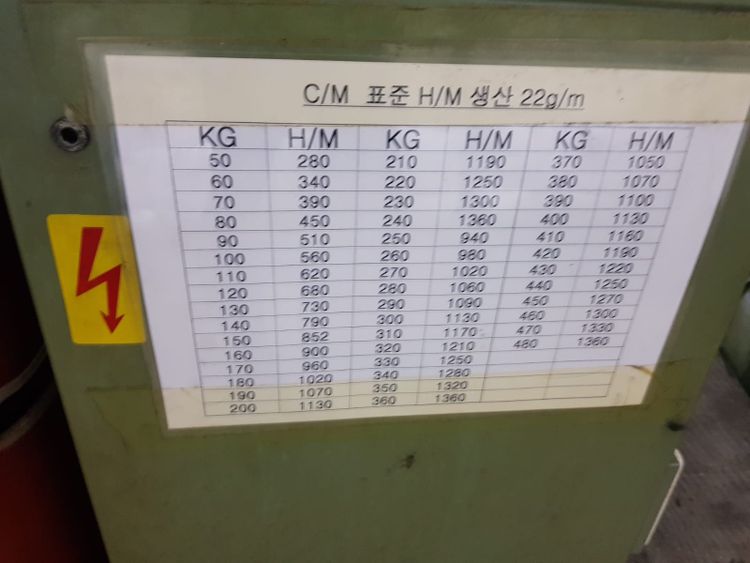 C/M 표준 H/M 생산 22g/m
KG H/M KG H/M KG H/M
50 280 210 1190 370 1050
60 340 220 1250 380 1070
70 390 230 1300 390 1100
80 450 240 1360 400 1130
90 510 250 940 410 1160
100 560 260 980 420 1190
110 620 270 1020 430 1220
120 680 280 1060 440 1250
130 730 290 1090 450 1270
140 790 300 1130 460 1300
150 852 310 1170 470 1330
160 900 320 1210 480 1360
170 960 330 1250
180 1020 340 1280
190 1070 350 1320
200 1130 360 1360